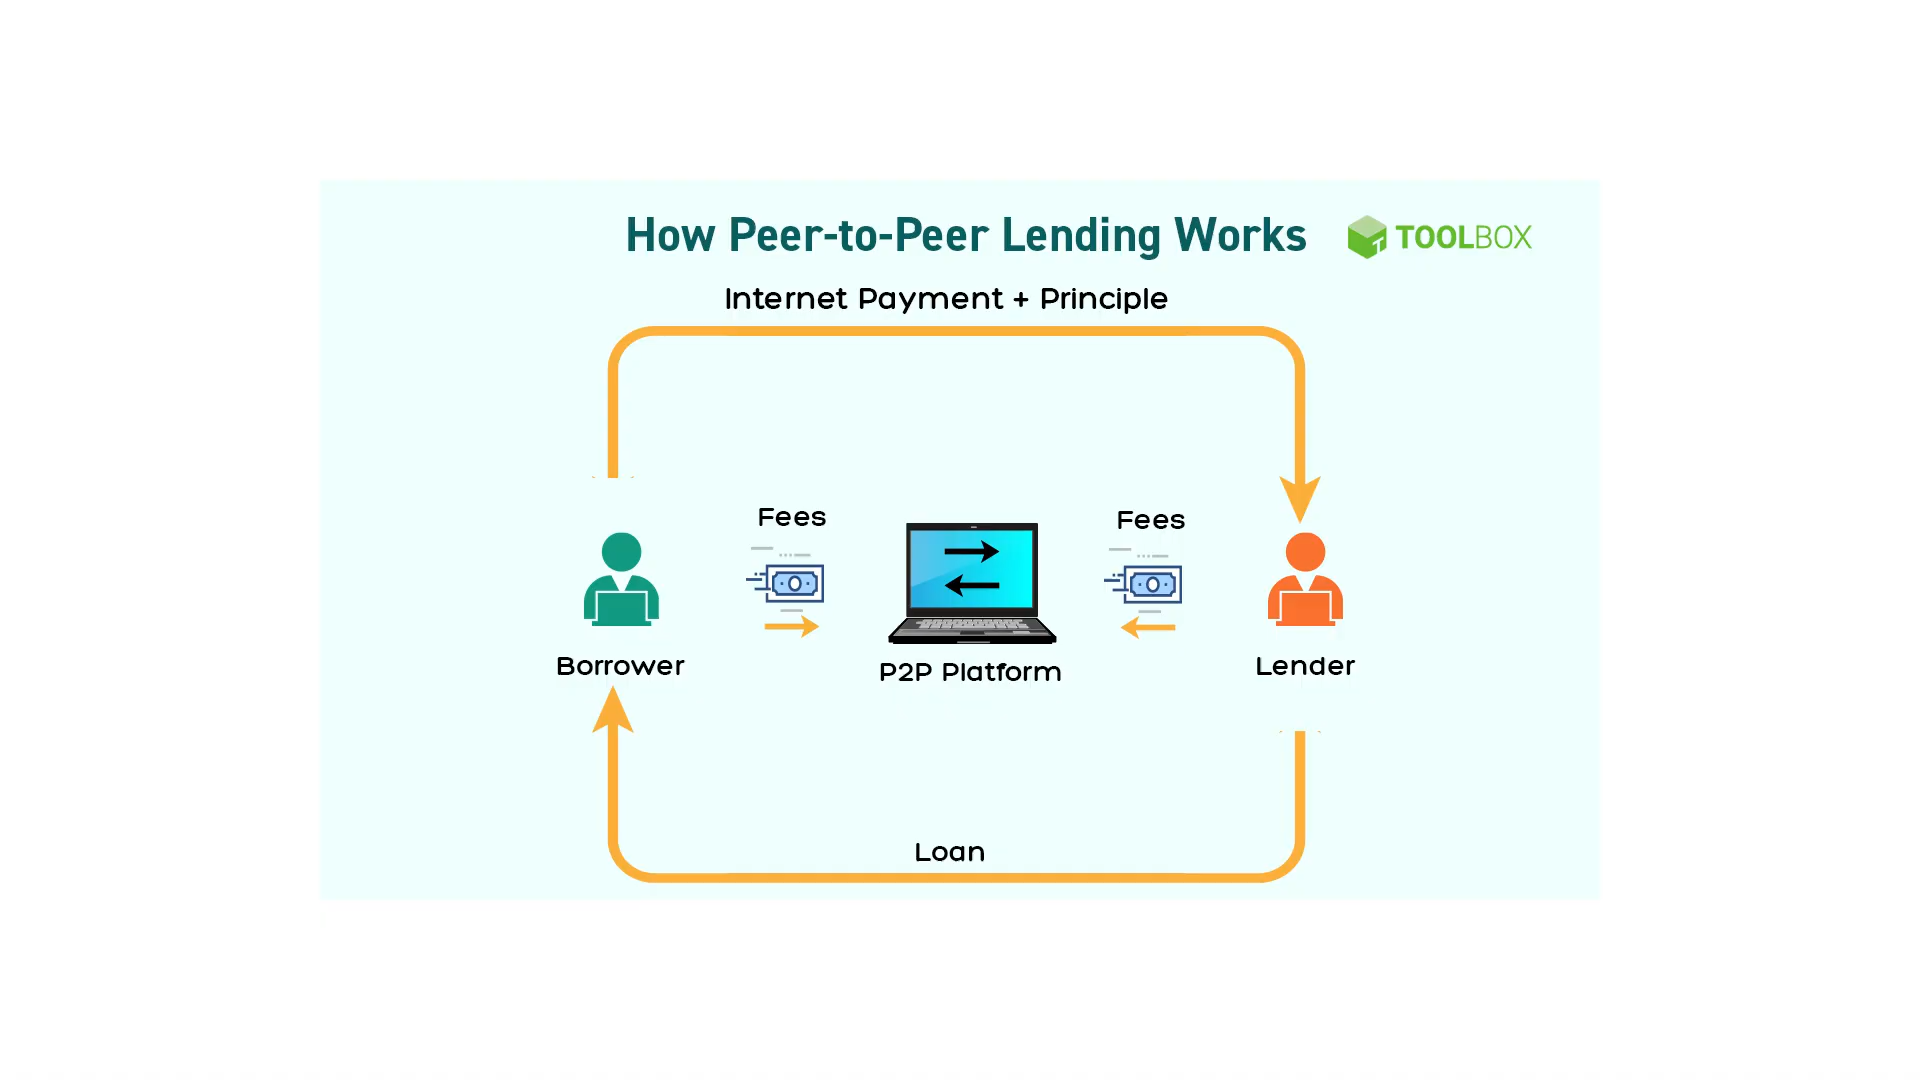 How Peer-to-Peer Lending Works
TOOLBOX
Internet Payment + Principle
Fees
Fees
Borrower
P2P Platform
Lender
Loan